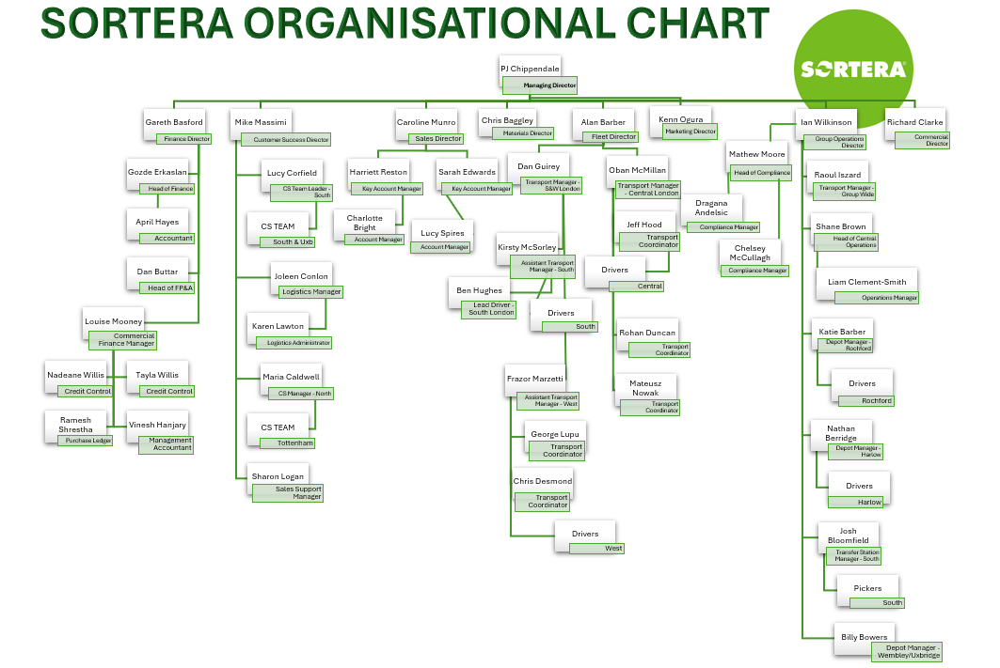 SORTERA ORGANISATIONAL CHART
SORTERA
PJ Chippendale
Managing Director
Gareth Basford
Finance Director
Gozde Erkaslan
Head of Finance
April Hayes
Accountant
Dan Buttar
Head of FP&A
Louise Mooney
Commercial
Finance Manager
Nadeane Willis
Credit Control
Tayla Willis
Credit Control
Ramesh
Shrestha
Purchase Ledger
Vinesh Hanjary
Management
Accountant
Mike Massimi
Customer Success Director
Lucy Corfield
CS Team Leader -
South
CS TEAM
South & Uxb
Joleen Conlon
Logistics Manager
Karen Lawton
Logistics Administrator
Maria Caldwell
CS Manager - North
CS TEAM
Tottenham
Sharon Logan
Sales Support
Manager
Caroline Munro
Sales Director
Harriett Reston
Key Account Manager
Charlotte
Bright
Account Manager
Sarah Edwards
Key Account Manager
Lucy Spires
Account Manager
Chris Baggley
Materials Director
Alan Barber
Fleet Director
Dan Guirey
Transport Manager -
S&W London
Kirsty McSorley
Assistant Transport
Manager - South
Ben Hughes
Lead Driver -
South London
Drivers
South
Frazor Marzetti
Assistant Transport
Manager - West
George Lupu
Transport
Coordinator
Chris Desmond
Transport
Coordinator
Drivers
West
Oban McMillan
Transport Manager
- Central London
Jeff Hood
Transport
Coordinator
Drivers
Central
Rohan Duncan
Transport
Coordinator
Mateusz
Nowak
Transport
Coordinator
Kenn Ogura
Marketing Director
Ian Wilkinson
Group Operations
Director
Mathew Moore
Head of Compliance
Dragana
Andelsic
Compliance Manager
Chelsey
McCullagh
Compliance Manager
Raoul Iszard
Transport Manager -
Group Wide
Shane Brown
Head of Central
Operations
Liam Clement-Smith
Operations Manager
Katie Barber
Depot Manager -
Rochford
Drivers
Rochford
Nathan
Berridge
Depot Manager -
Harlow
Drivers
Harlow
Josh
Bloomfield
Transfer Station
Manager - South
Pickers
South
Billy Bowers
Depot Manager -
Wembley/Uxbridge
Richard Clarke
Commercial
Director